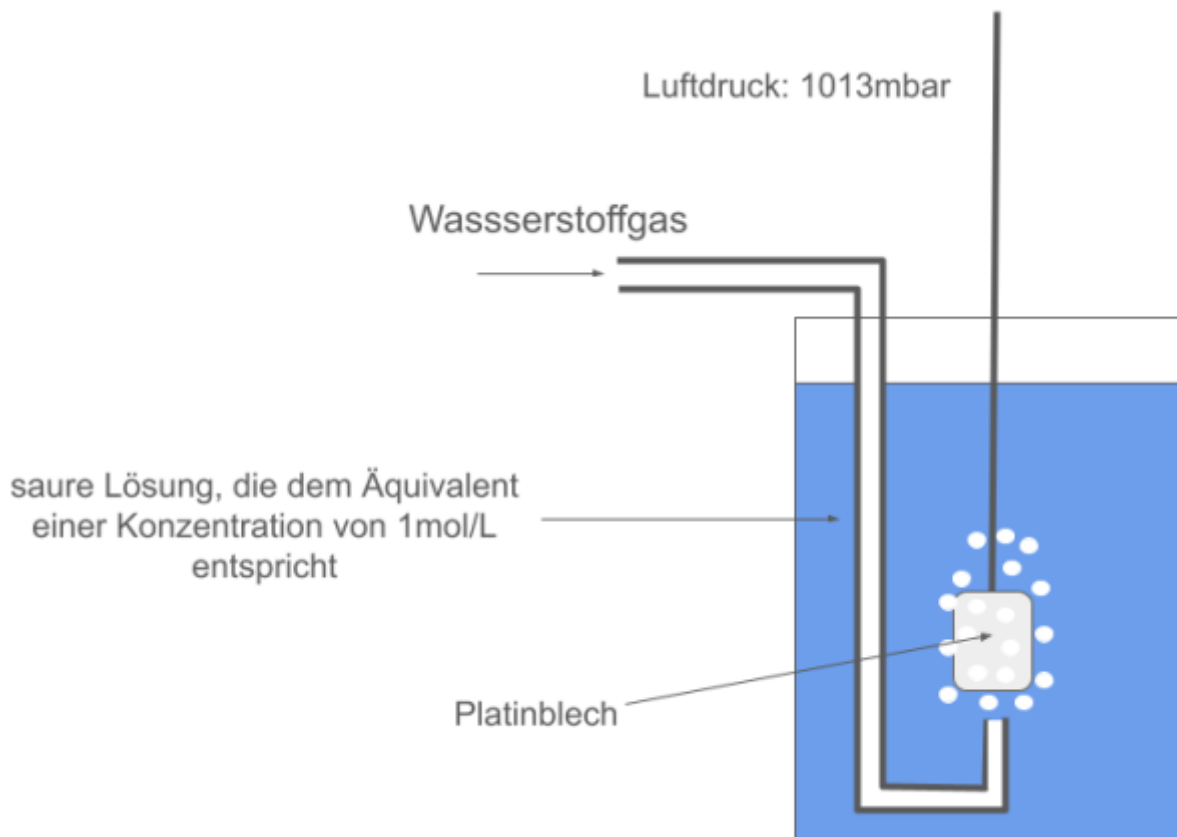 Luftdruck: 1013mbar
Wassserstoffgas
saure Lösung, die dem Äquivalent
einer Konzentration von 1mol/L
entspricht
Platinblech